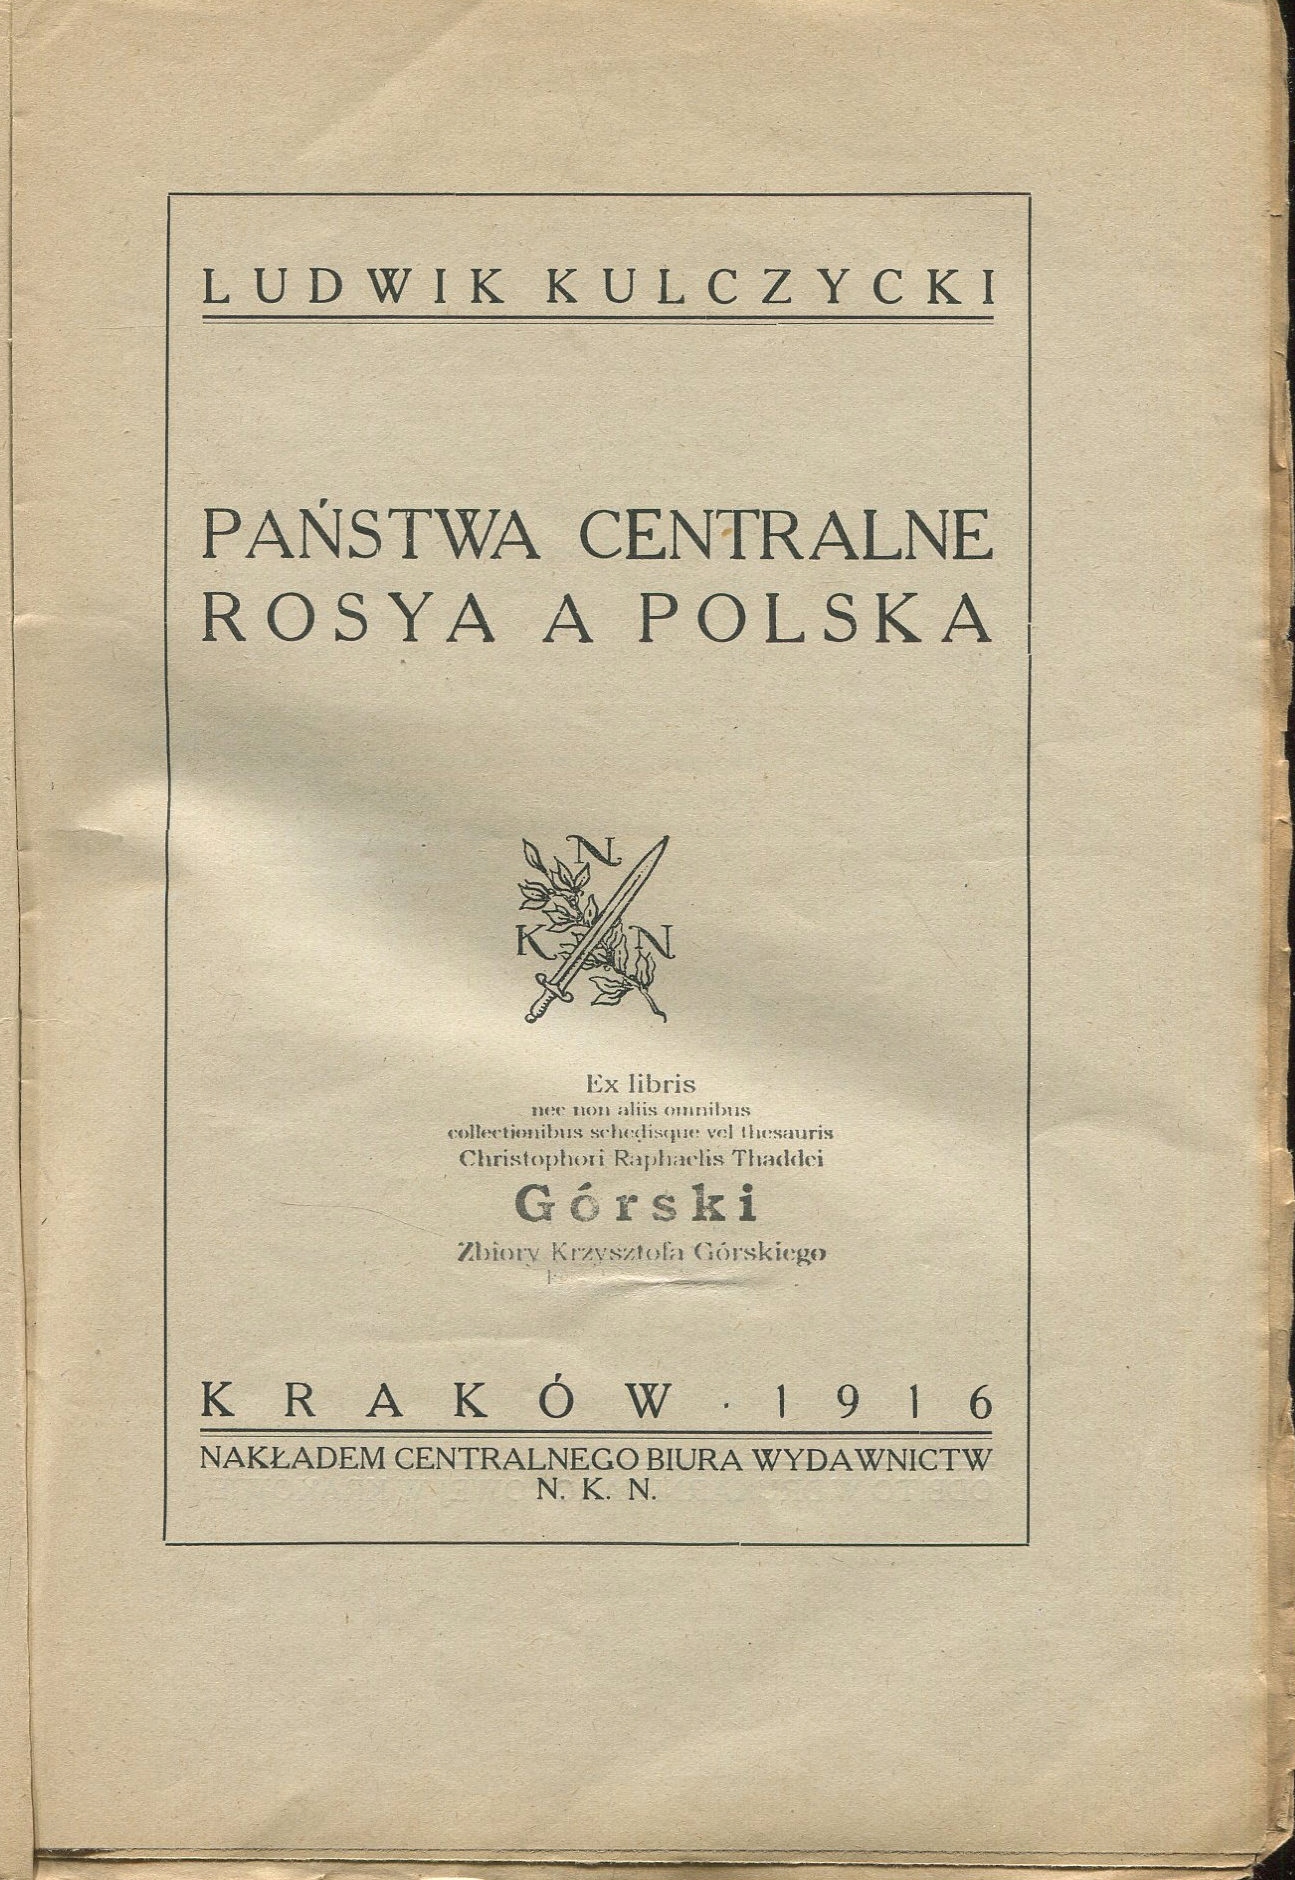 LUDWIK KULCZYCKI
PAŃSTWA CENTRALNE
ROSYA A POLSKA
N
K N
Ex libris
nec non aliis omnibus
collectionibus schedisque vel thesauris
Christophori Raphaelis Thaddei
Górski
Zbiory Krzysztofa Górskiego
KRAKÓW · 1916
NAKŁADEM CENTRALNEGO BIURA WYDAWNICTW
N. K. N.